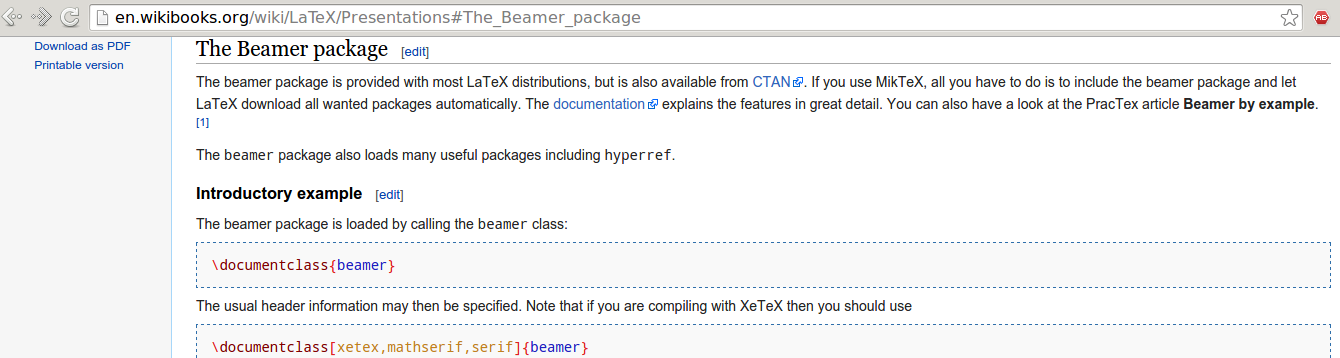 en.wikibooks.org/wiki/LaTeX/Presentations#The_Beamer_package
AB
Download as PDF
Printable version
The Beamer package [edit]
The beamer package is provided with most LaTeX distributions, but is also available from CTAN. If you use MikTeX, all you have to do is to include the beamer package and let
LaTeX download all wanted packages automatically. The documentation explains the features in great detail. You can also have a look at the PracTex article Beamer by example.
[1]
The beamer package also loads many useful packages including hyperref.
Introductory example [edit]
The beamer package is loaded by calling the beamer class:
\documentclass{beamer}
The usual header information may then be specified. Note that if you are compiling with XeTeX then you should use
\documentclass[xetex,mathserif,serif]{beamer}